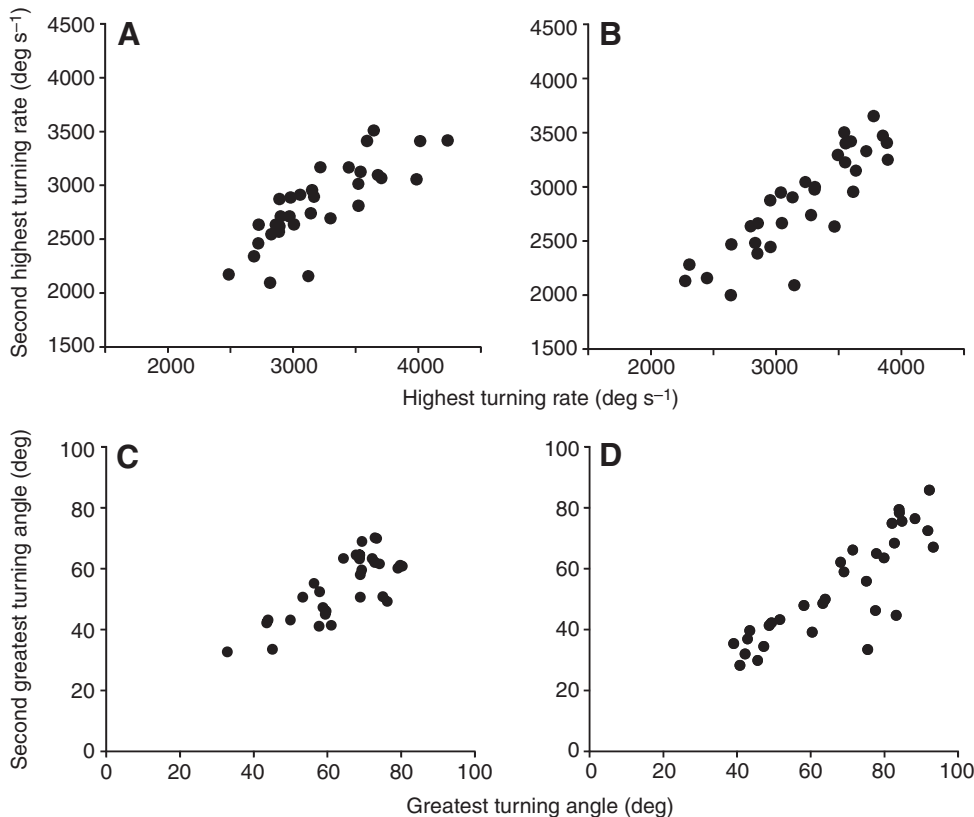 A
B
4500
4000
3500
3000
2500
2000
1500
2000 3000 4000
4500
4000
3500
3000
2500
2000
1500
2000 3000 4000
Second highest turning rate (deg s–1)
Highest turning rate (deg s–1)
C
D
100
80
60
40
20
0
0 20 40 60 80 100
100
80
60
40
20
0
0 20 40 60 80 100
Second greatest turning angle (deg)
Greatest turning angle (deg)